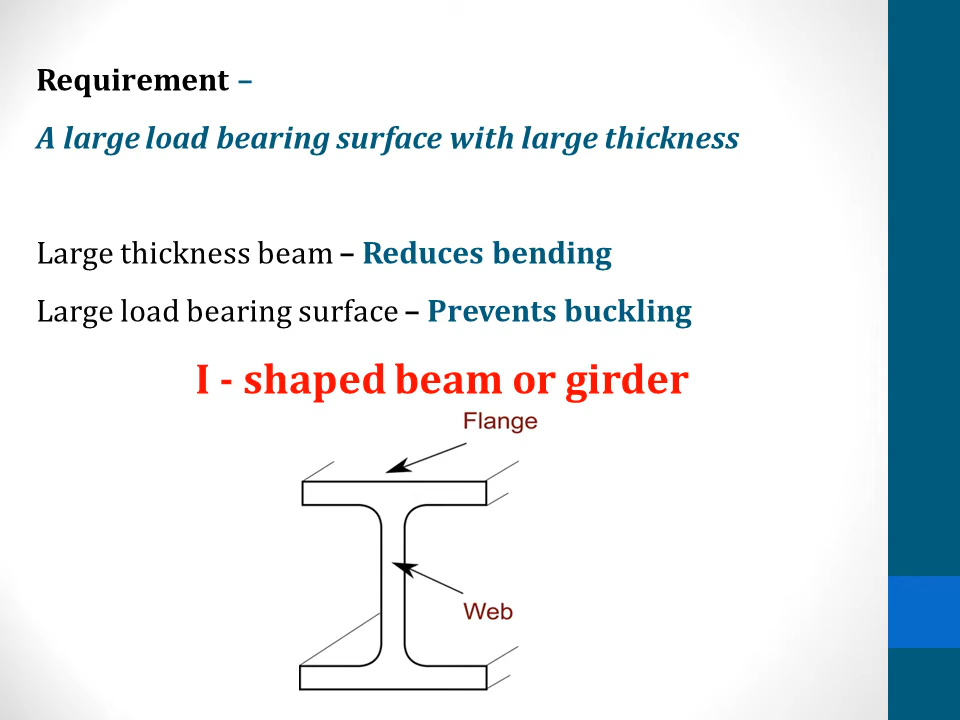 Requirement –
A large load bearing surface with large thickness
Large thickness beam – Reduces bending
Large load bearing surface – Prevents buckling
I - shaped beam or girder
Flange
Web